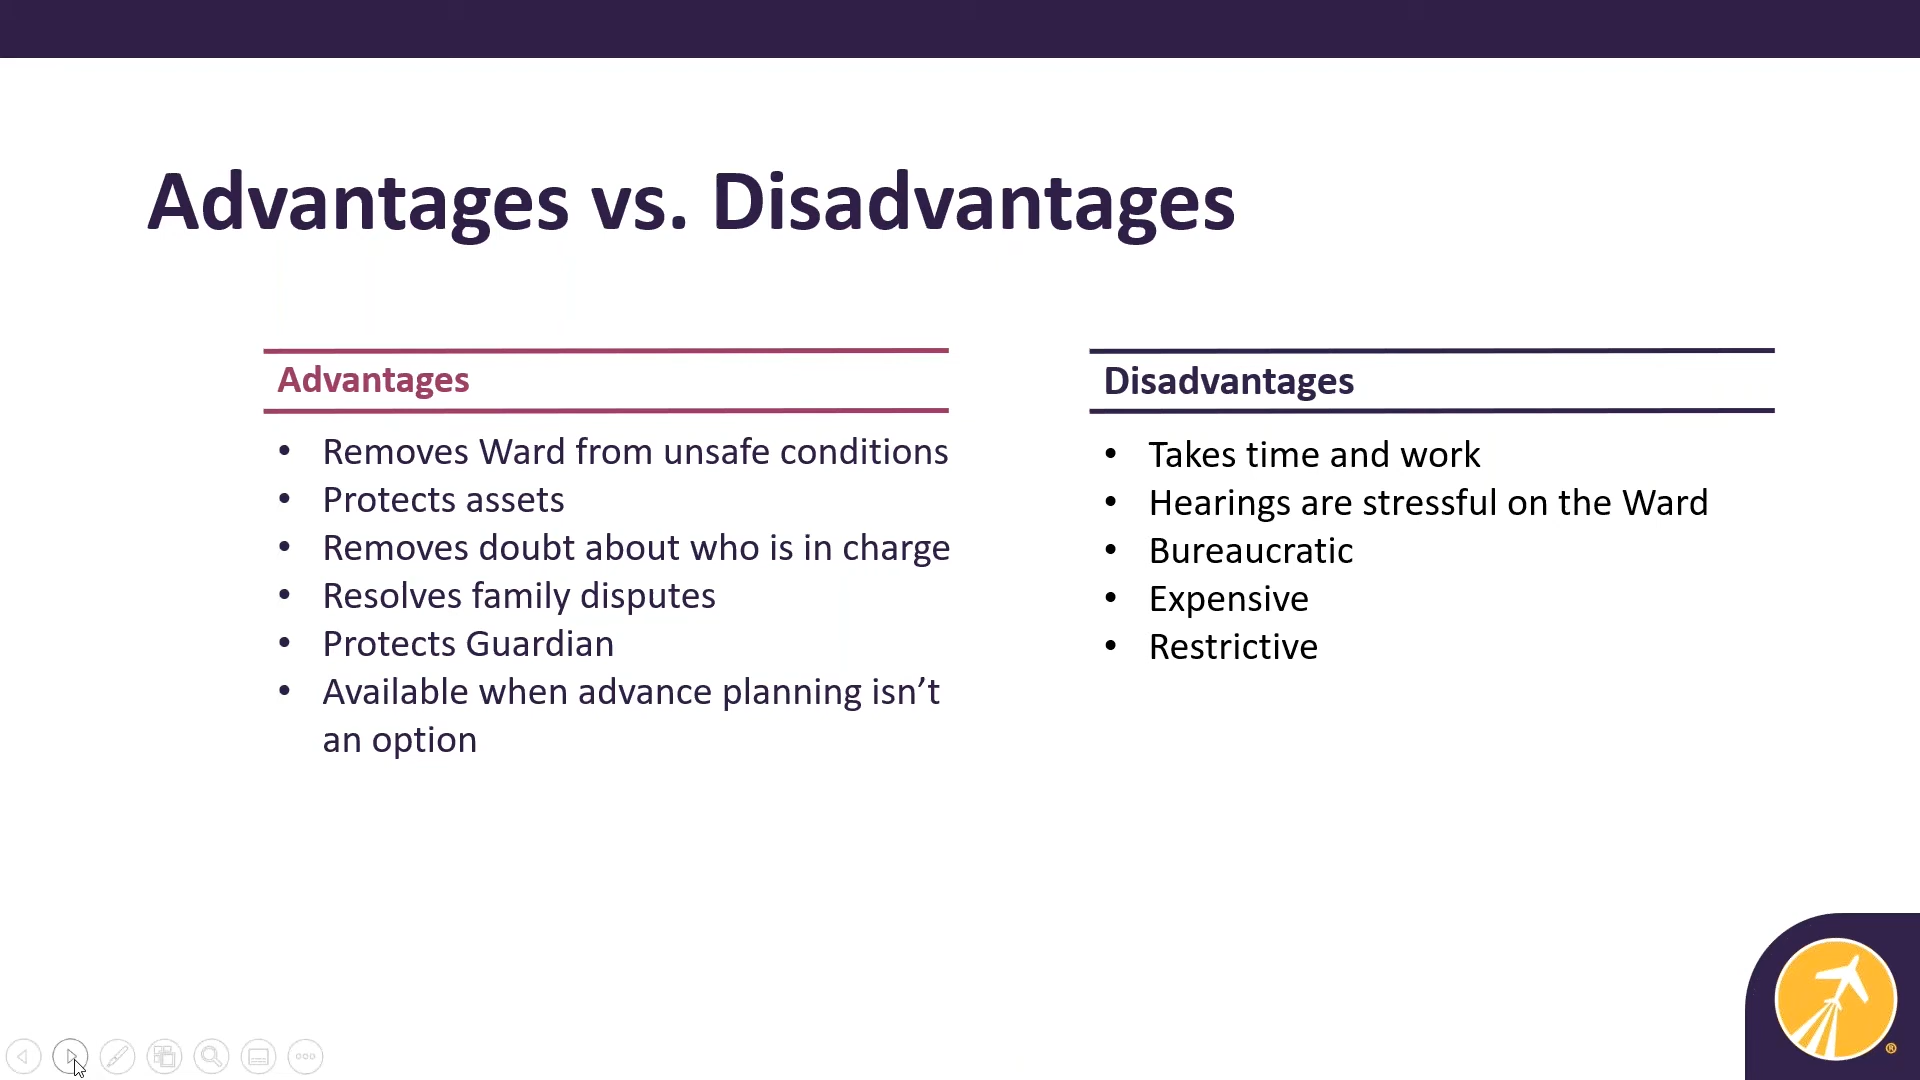 Advantages vs. Disadvantages
Advantages
• Removes Ward from unsafe conditions
• Protects assets
• Removes doubt about who is in charge
• Resolves family disputes
• Protects Guardian
• Available when advance planning isn’t
an option
Disadvantages
• Takes time and work
• Hearings are stressful on the Ward
• Bureaucratic
• Expensive
• Restrictive
®